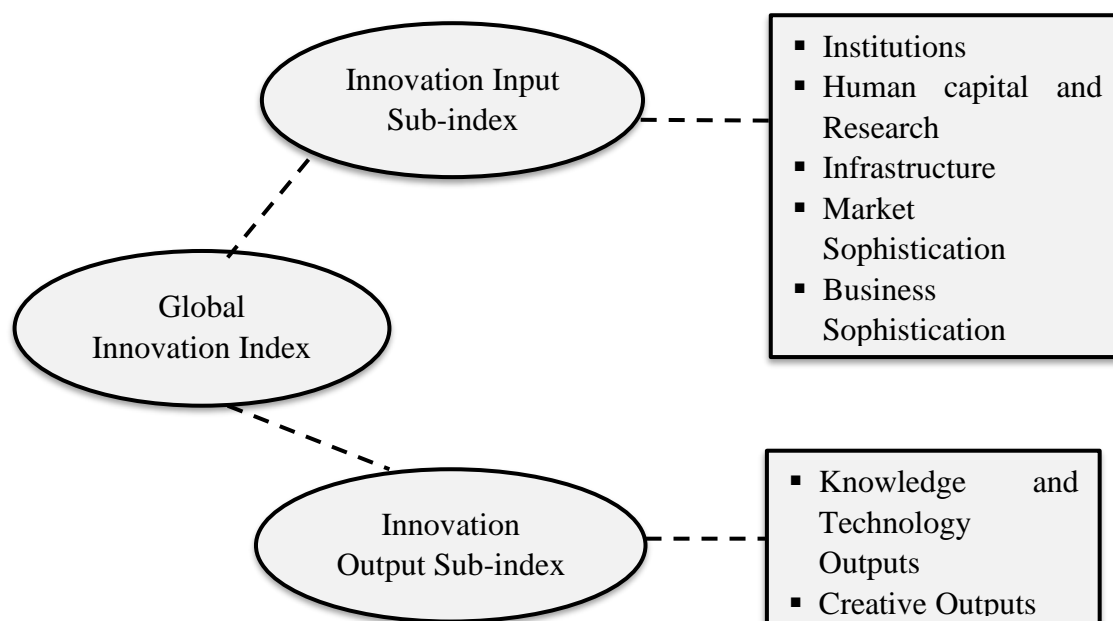 Innovation Input
Sub-index
▪ Institutions
▪ Human capital and
Research
▪ Infrastructure
▪ Market
Sophistication
▪ Business
Sophistication
Global
Innovation Index
Innovation
Output Sub-index
▪ Knowledge and
Technology
Outputs
▪ Creative Outputs